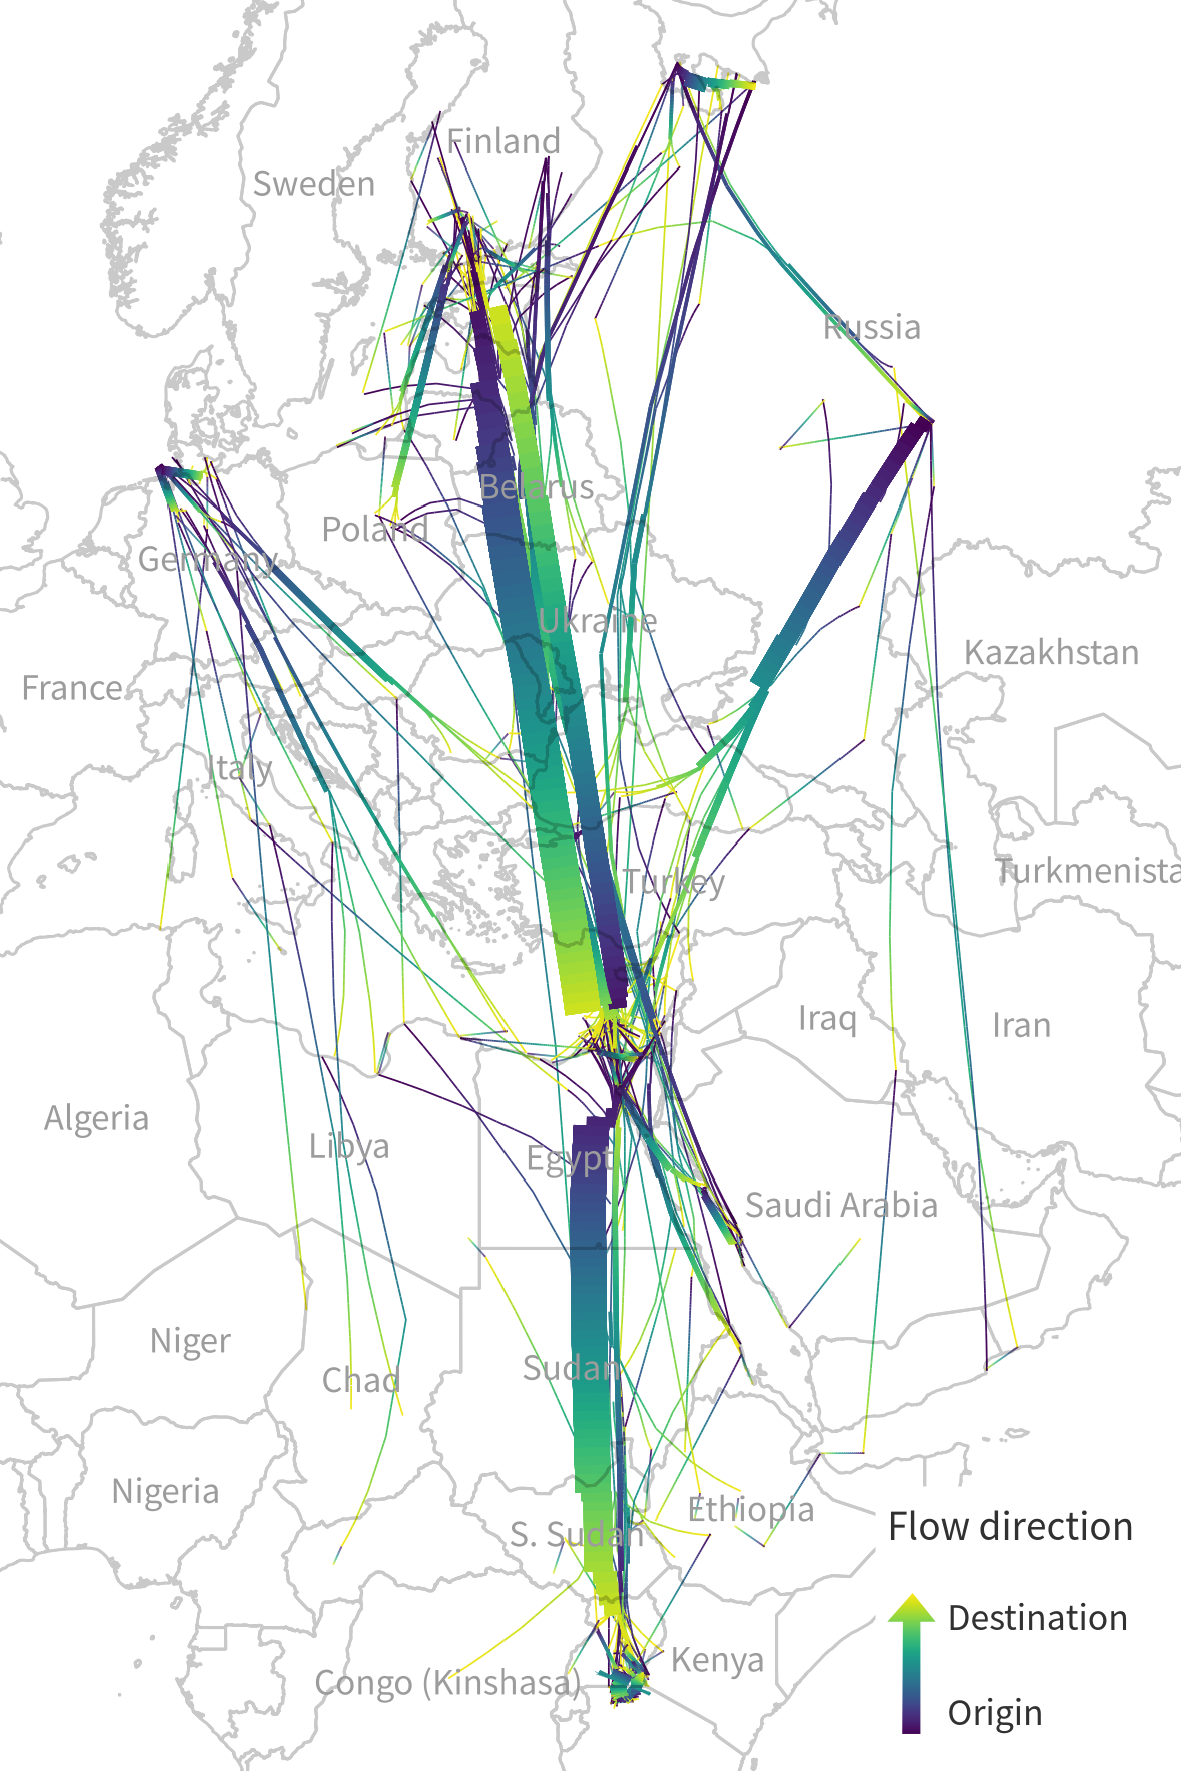 Finland
Sweden
Russia
Belarus
Poland
Germany
Ukraine
Kazakhstan
France
Italy
Turkmenista
Turkey
Iraq
Iran
Algeria
Libya
Egypt
Saudi Arabia
Niger
Chad
Sudan
Nigeria
Ethiopia
S. Sudan
Kenya
Congo (Kinshasa)
Flow direction
Destination
Origin